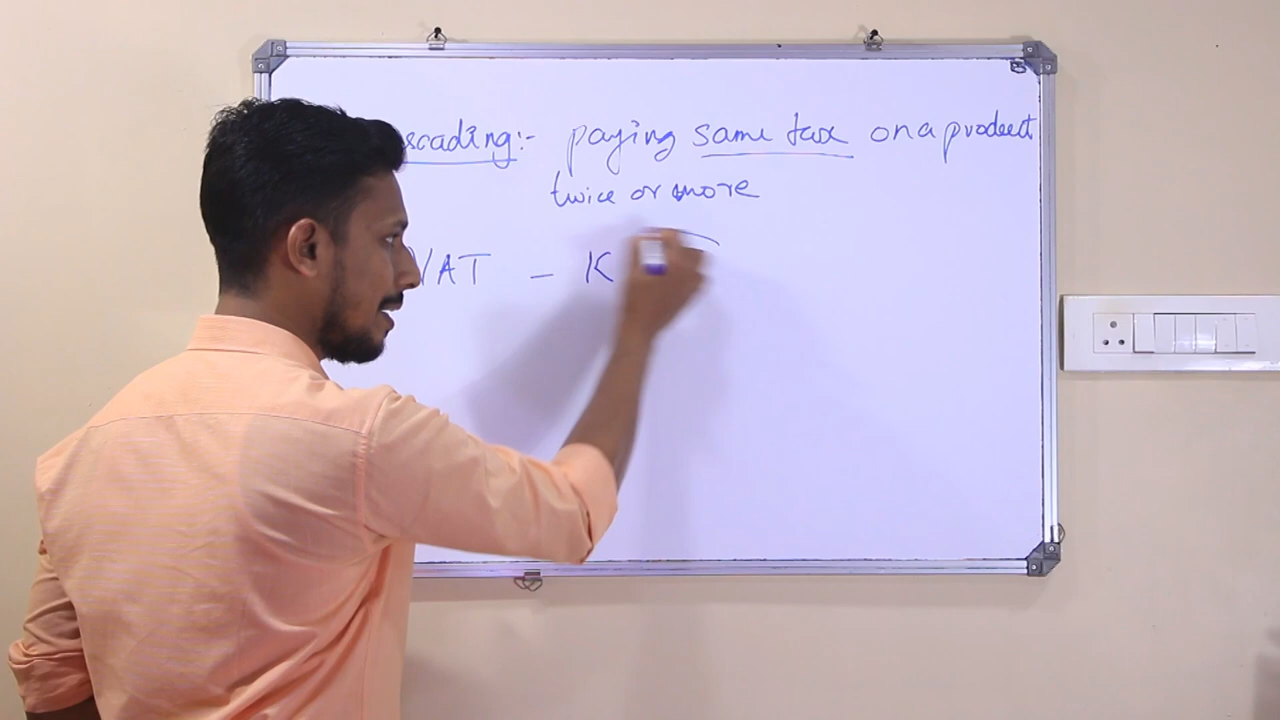 scading:- paying same tax on a product
twice or more
VAT - K